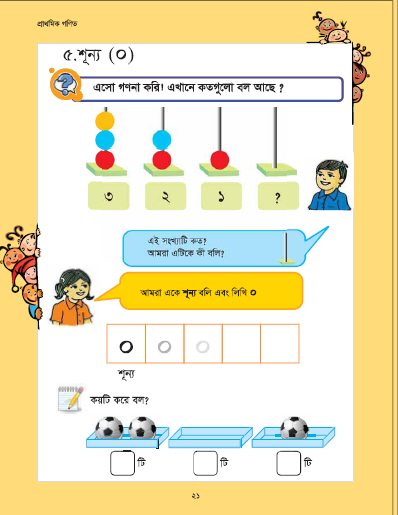 প্রাথমিক গণিত
৫.শূন্য (০)
এসো গণনা করি! এখানে কতগুলো বল আছে ?
৩ ২ ১ ?
এই সংখ্যাটি কত?
আমরা এটিকে কী বলি?
আমরা একে শূন্য বলি এবং লিখি ০
০ ০ ০
শূন্য
কয়টি করে বল?
টি টি টি
২১